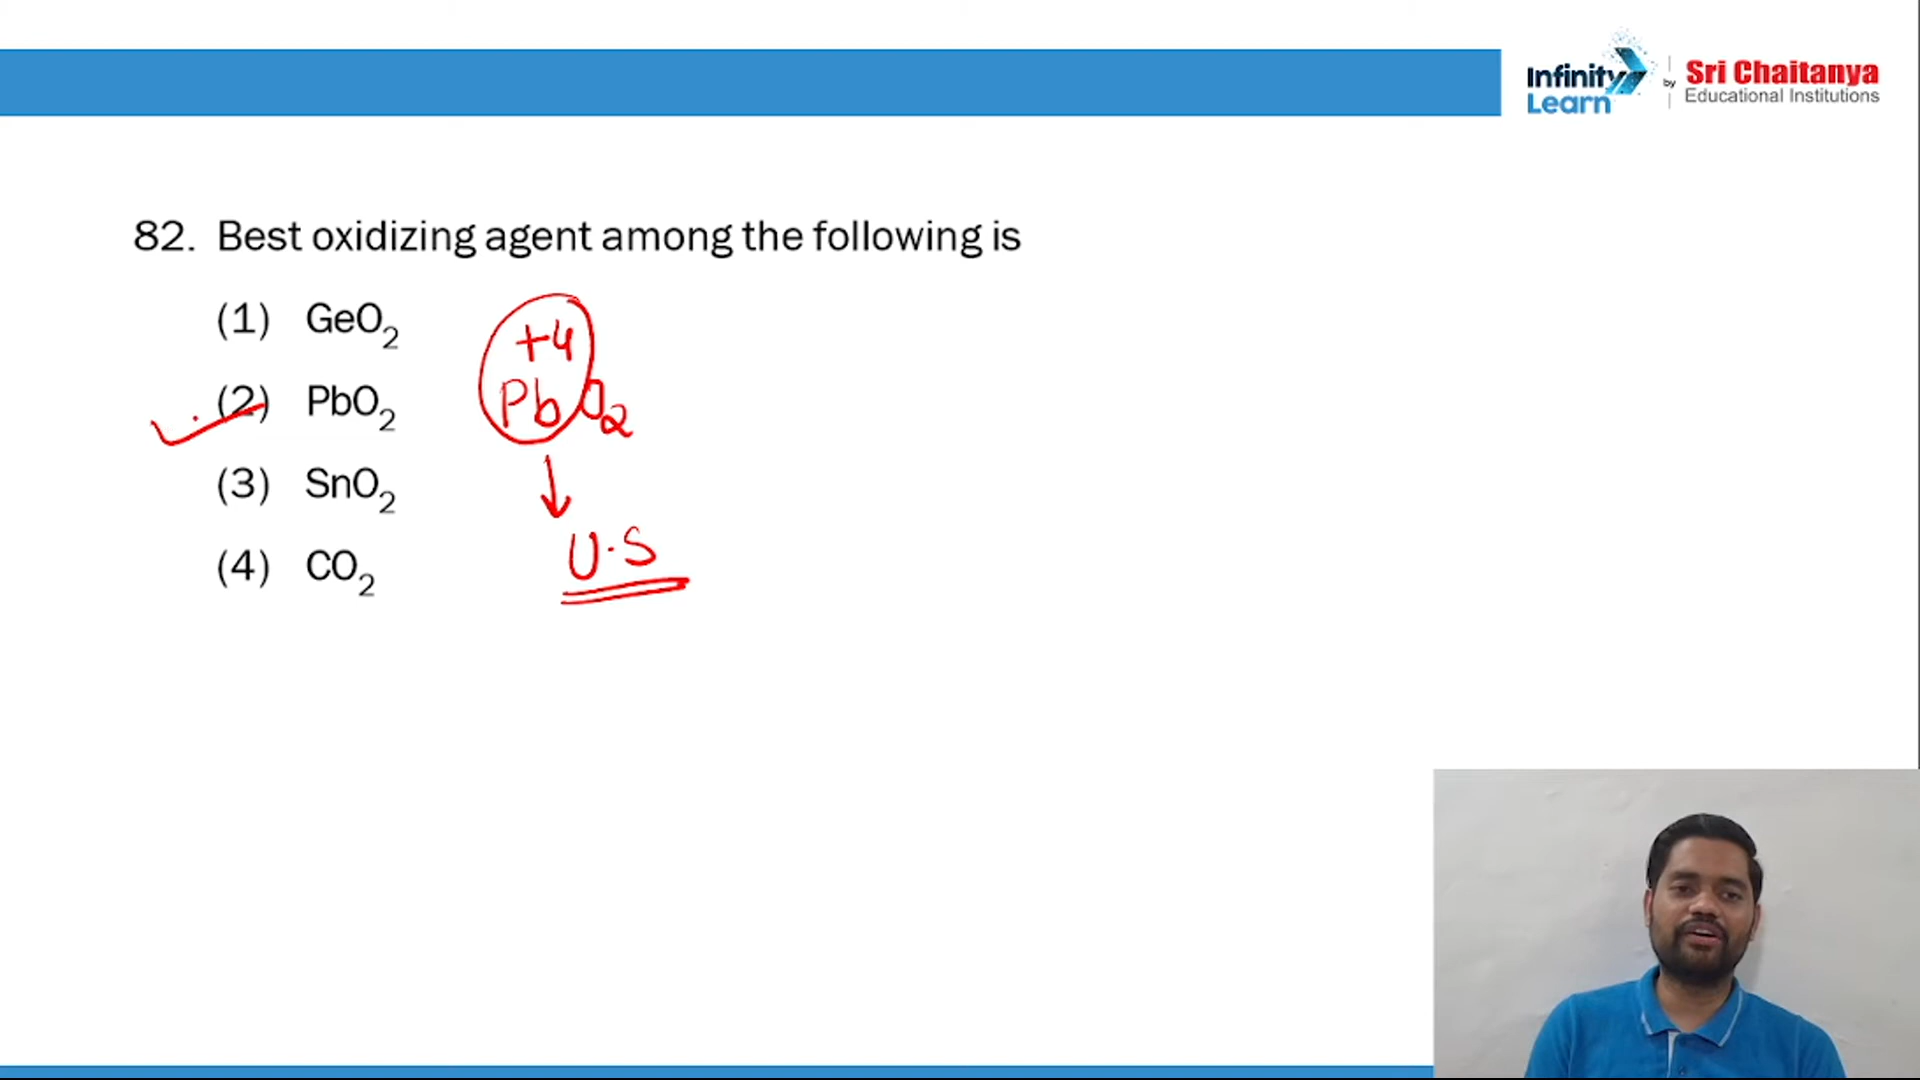 Infinity Learn by Sri Chaitanya
Educational Institutions
82. Best oxidizing agent among the following is
(1) GeO₂
(2) PbO₂
(3) SnO₂
(4) CO₂
+4
PbO₂
U.S